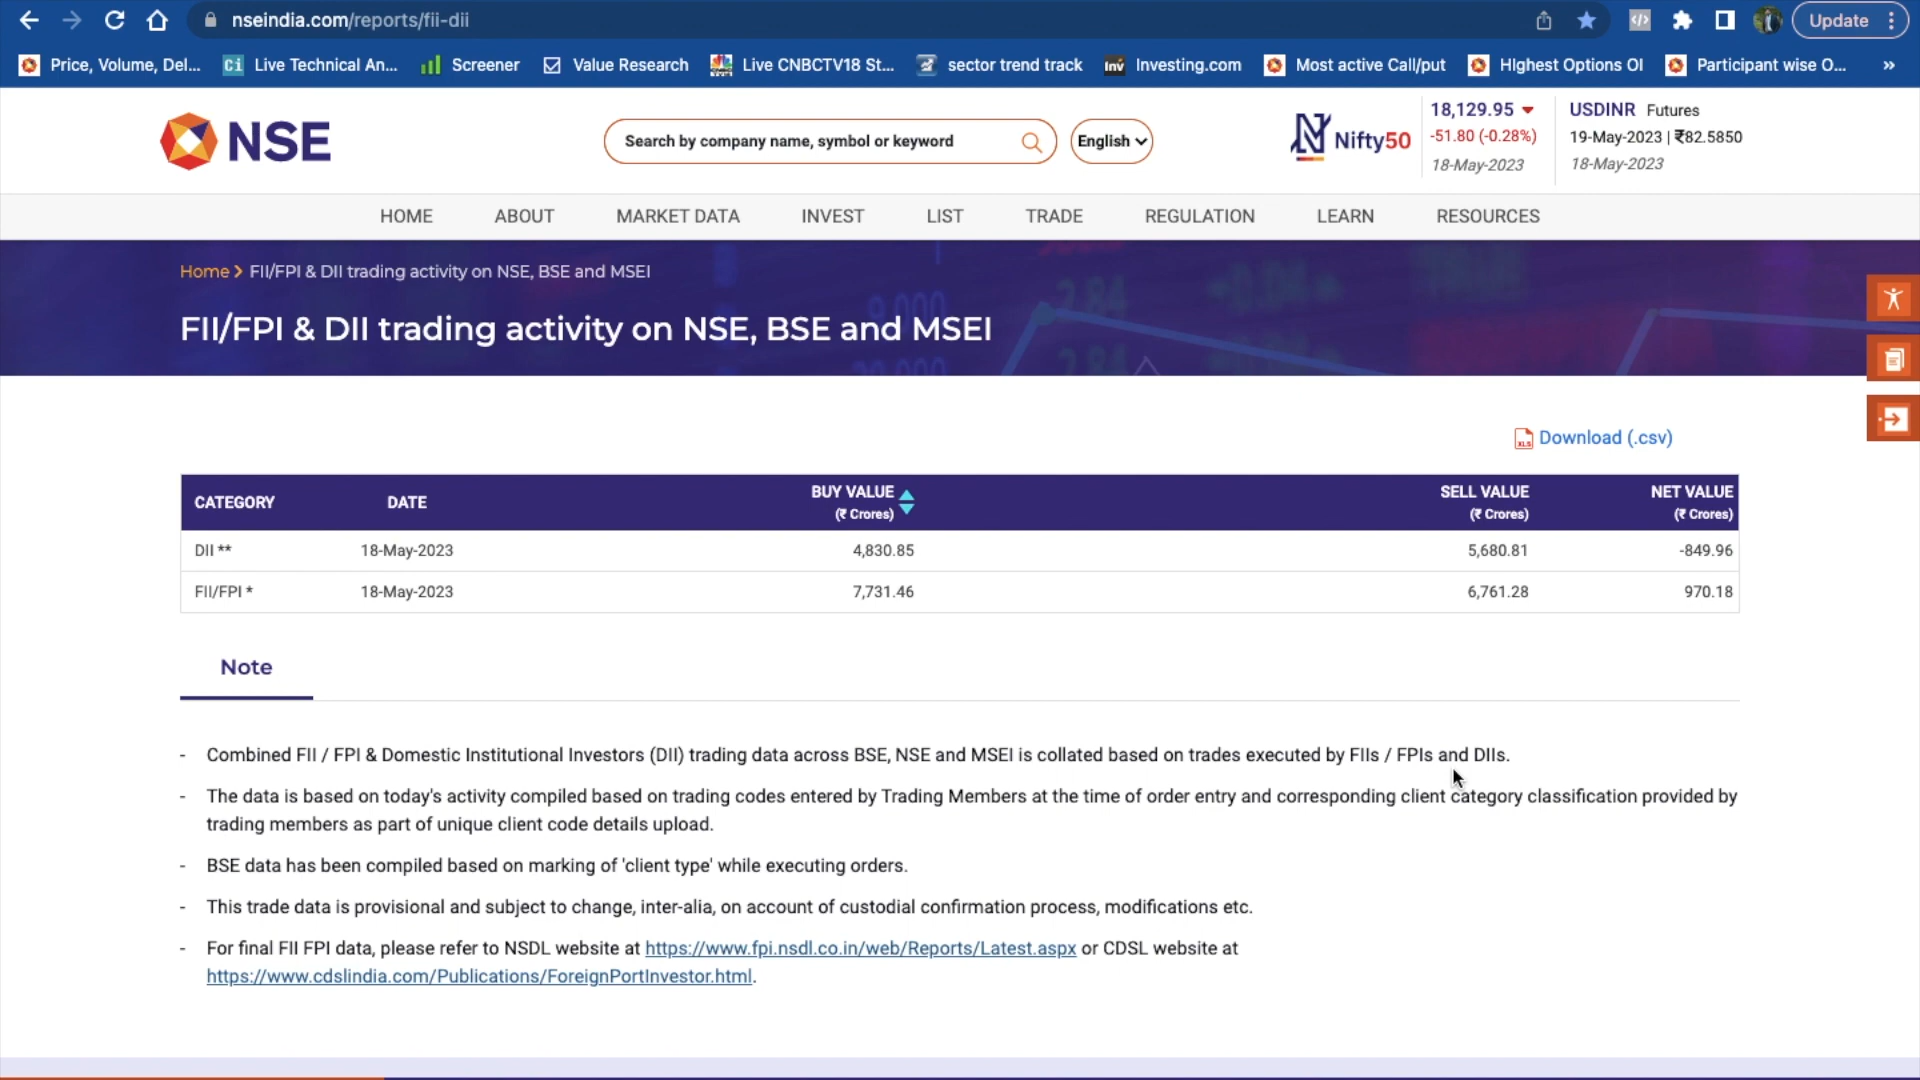 nseindia.com/reports/fii-dii
Update
Price, Volume, Del...
Ci Live Technical An...
Screener
Value Research
Live CNBCTV18 St...
sector trend track
Inv Investing.com
Most active Call/put
HIghest Options OI
Participant wise O...
»
NSE
Search by company name, symbol or keyword
English
Nifty50
18,129.95
-51.80 (-0.28%)
18-May-2023
USDINR Futures
19-May-2023 | ₹82.5850
18-May-2023
HOME ABOUT MARKET DATA INVEST LIST TRADE REGULATION LEARN RESOURCES
Home > FII/FPI & DII trading activity on NSE, BSE and MSEI
FII/FPI & DII trading activity on NSE, BSE and MSEI
XLS Download (.csv)
CATEGORY DATE BUY VALUE (₹ Crores) SELL VALUE (₹ Crores) NET VALUE (₹ Crores)
DII ** 18-May-2023 4,830.85 5,680.81 -849.96
FII/FPI * 18-May-2023 7,731.46 6,761.28 970.18
Note
- Combined FII / FPI & Domestic Institutional Investors (DII) trading data across BSE, NSE and MSEI is collated based on trades executed by FIIs / FPIs and DIIs.
- The data is based on today's activity compiled based on trading codes entered by Trading Members at the time of order entry and corresponding client category classification provided by
trading members as part of unique client code details upload.
- BSE data has been compiled based on marking of 'client type' while executing orders.
- This trade data is provisional and subject to change, inter-alia, on account of custodial confirmation process, modifications etc.
- For final FII FPI data, please refer to NSDL website at https://www.fpi.nsdl.co.in/web/Reports/Latest.aspx or CDSL website at
https://www.cdslindia.com/Publications/ForeignPortInvestor.html.